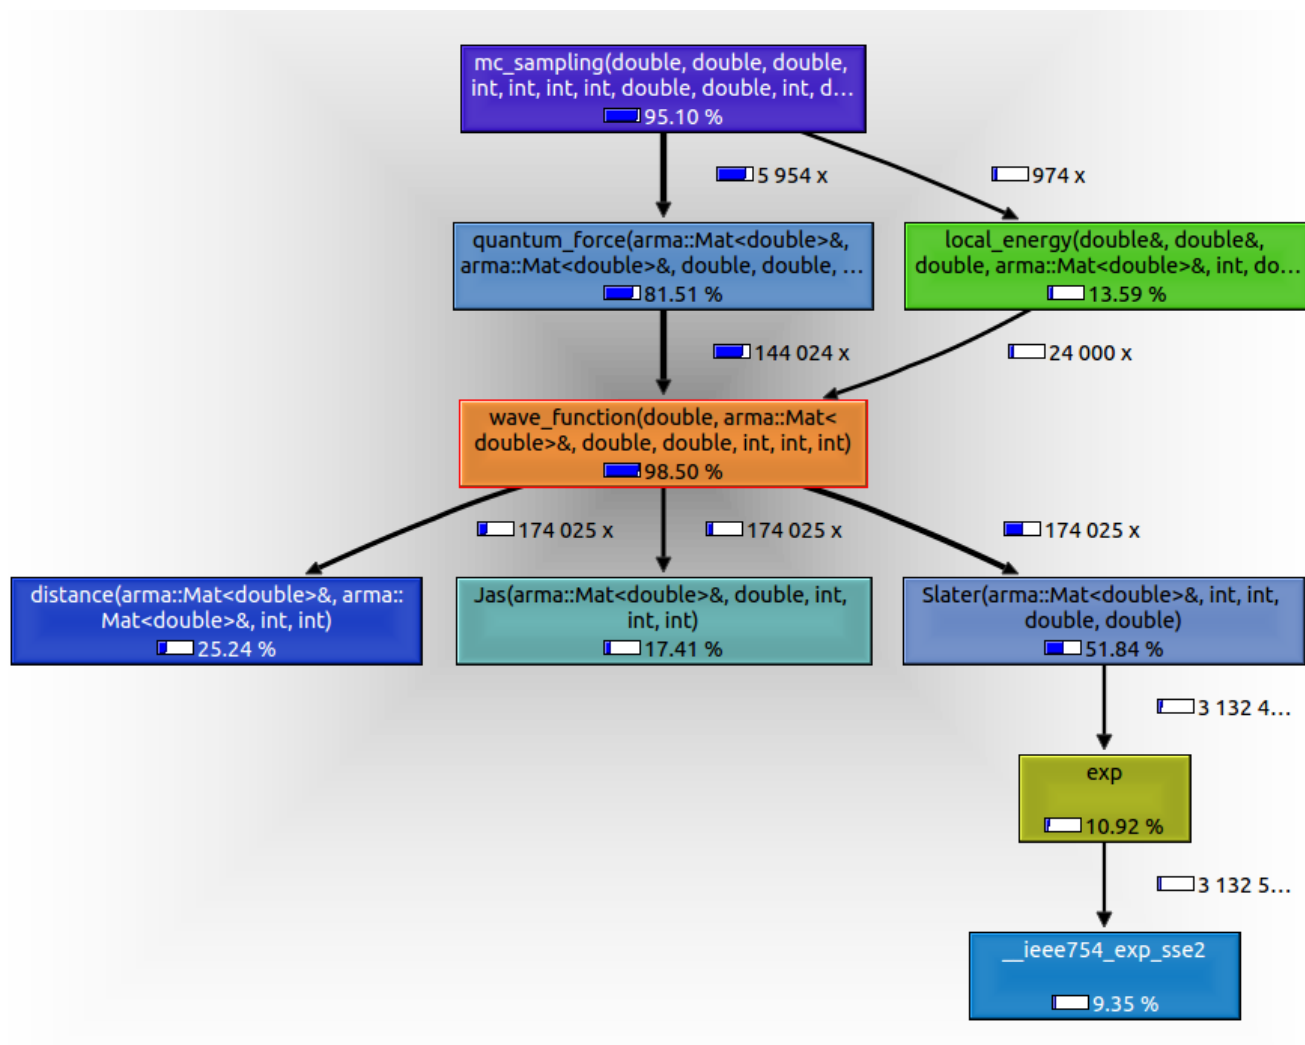 mc_sampling(double, double, double,
int, int, int, int, double, double, int, d...
95.10 %
5 954 x
974 x
quantum_force(arma::Mat<double>&,
arma::Mat<double>&, double, double, ...
81.51 %
local_energy(double&, double&,
double, arma::Mat<double>&, int, do...
13.59 %
144 024 x
24 000 x
wave_function(double, arma::Mat<
double>&, double, double, int, int, int)
98.50 %
174 025 x
174 025 x
174 025 x
distance(arma::Mat<double>&, arma::
Mat<double>&, int, int)
25.24 %
Jas(arma::Mat<double>&, double, int,
int, int)
17.41 %
Slater(arma::Mat<double>&, int, int,
double, double)
51.84 %
3 132 4...
exp
10.92 %
3 132 5...
__ieee754_exp_sse2
9.35 %